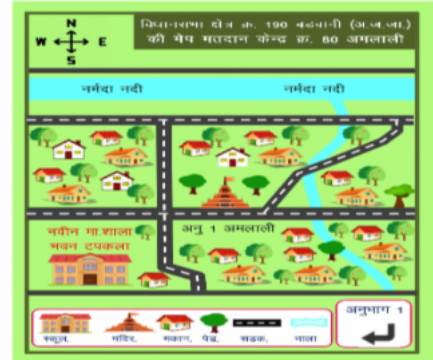 N
W E
S
विधानसभा क्षेत्र क्र. 190 बडवानी (अ.ज.जा.)
की मेप मतदान केन्द्र क्र. 80 अमलाली
नर्मदा नदी नर्मदा नदी
नवीन मा.शाला
भवन टपकला
अनु 1 अमलाली
अनुभाग 1
स्कूल, मंदिर, मकान, पेड़, सड़क, नाला